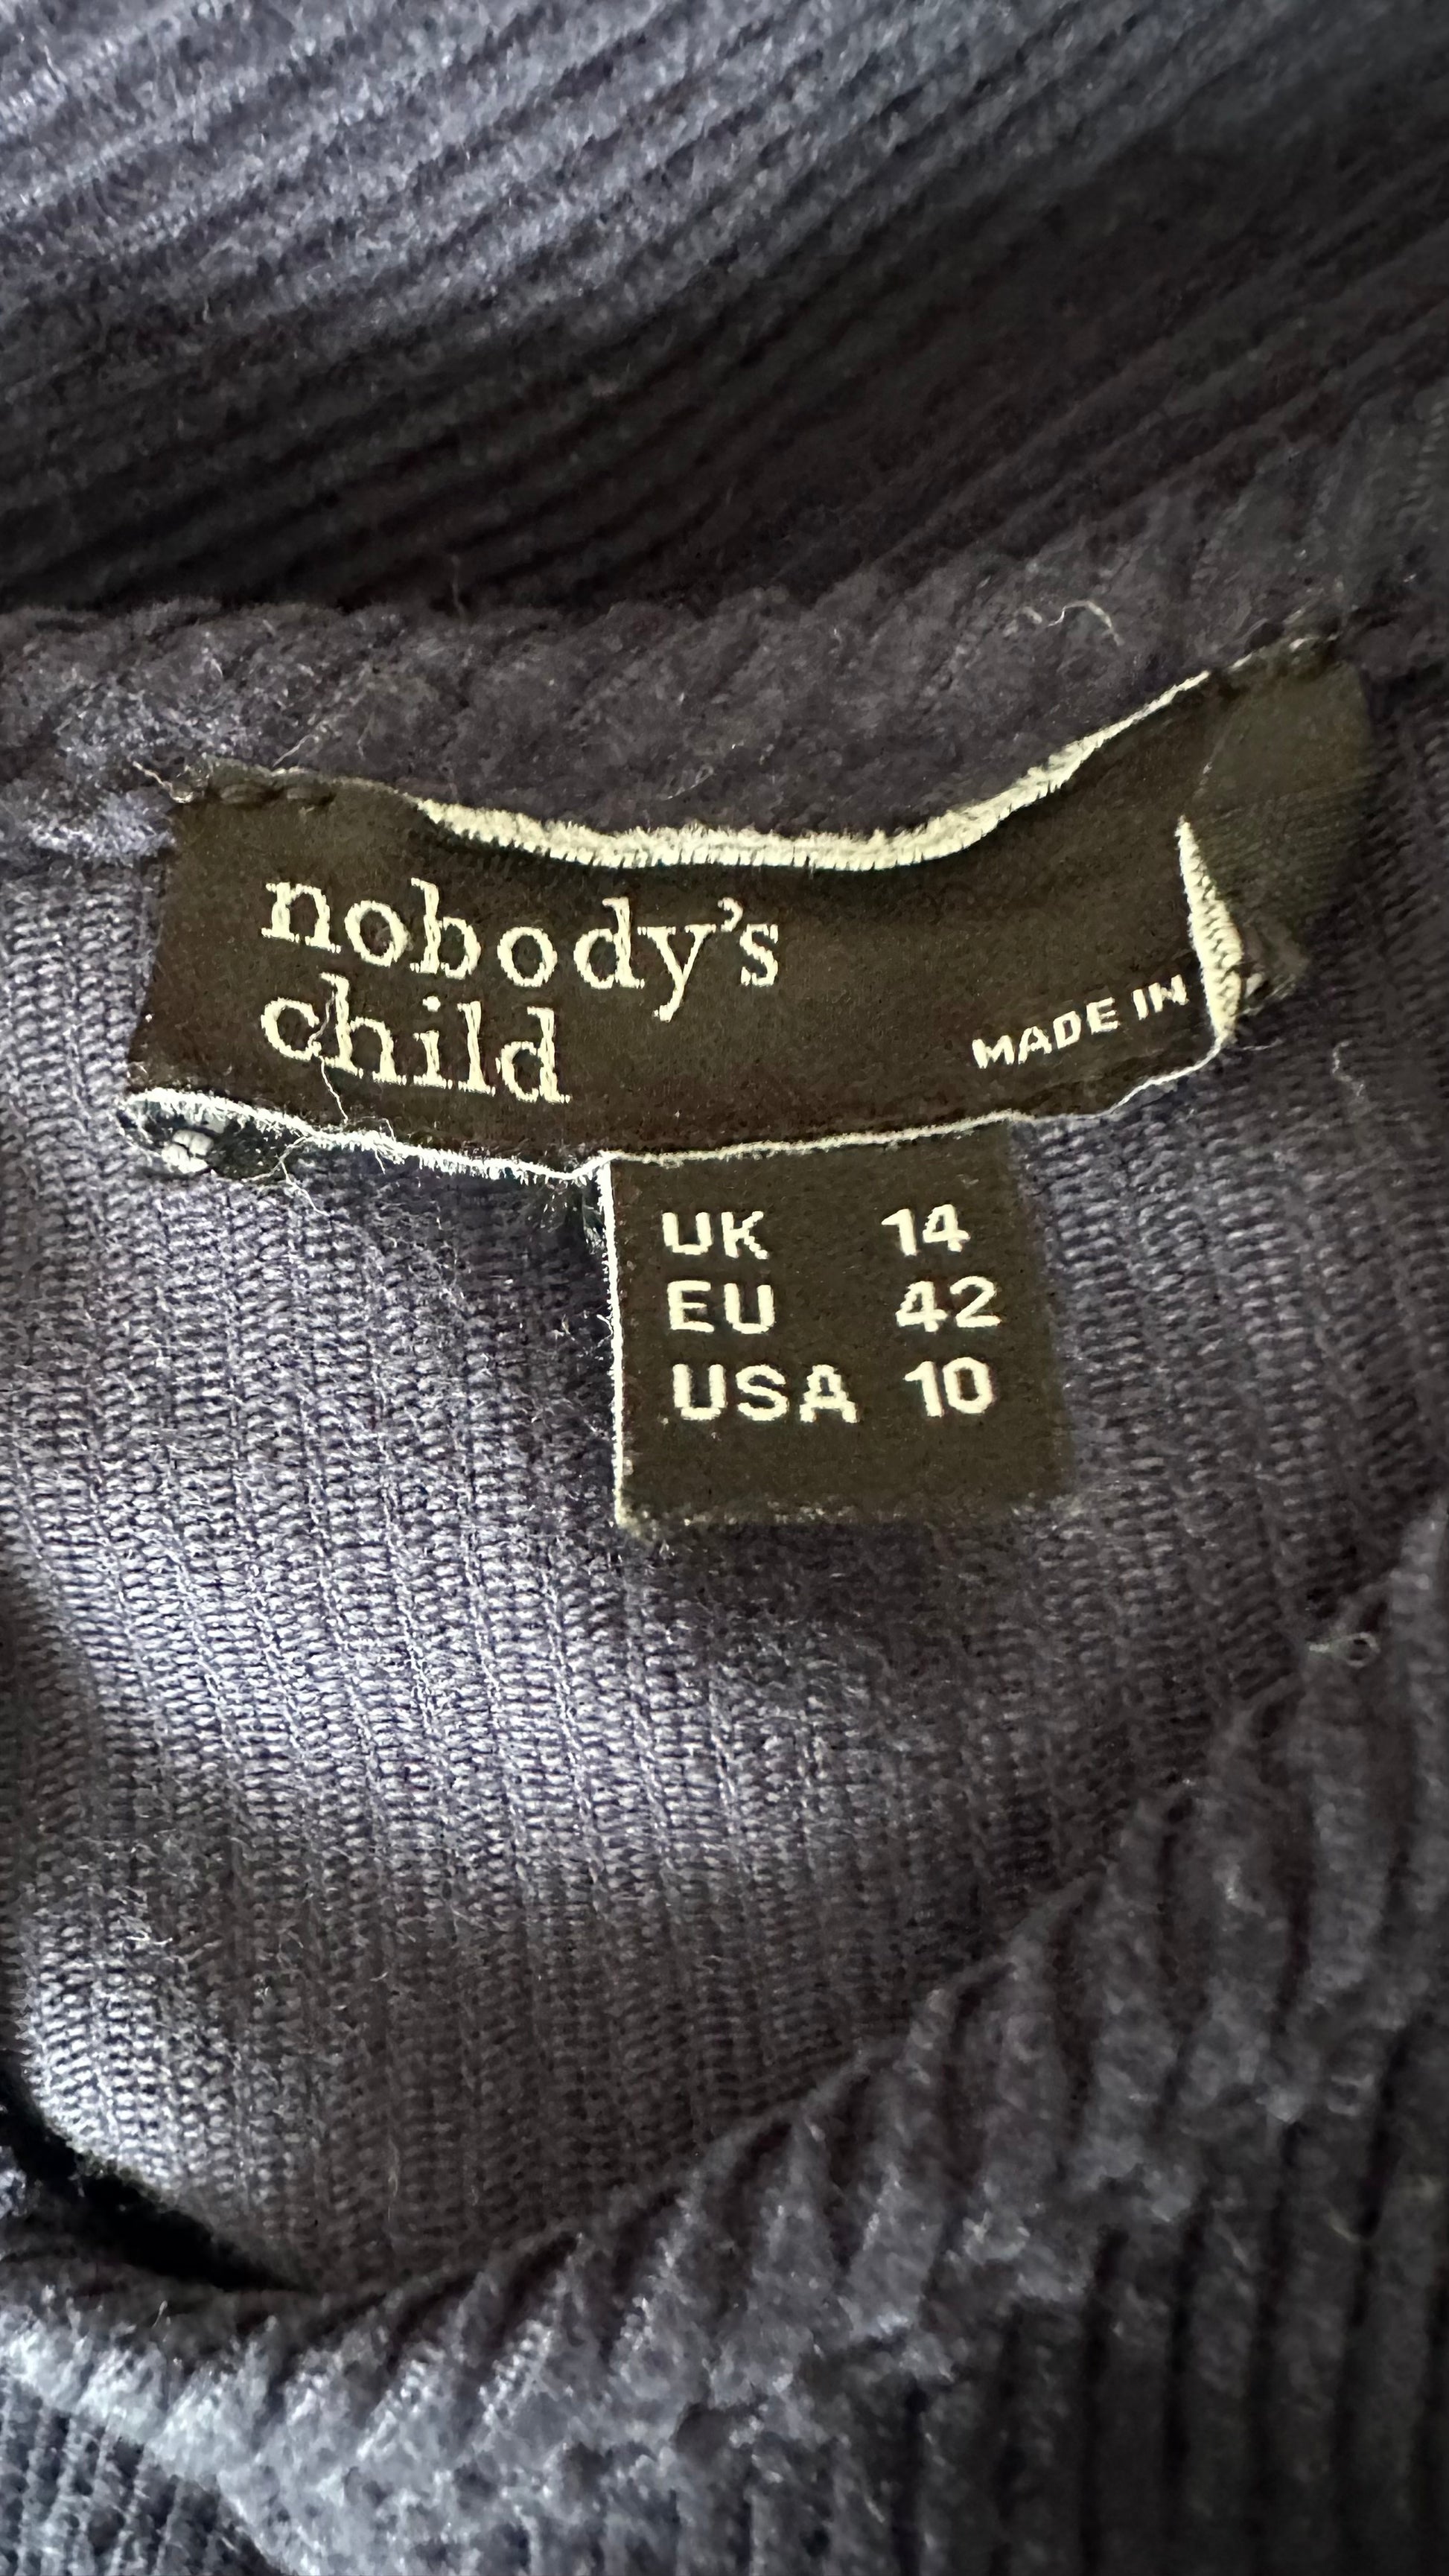 nobody's
child
MADE IN
UK 14
EU 42
USA 10